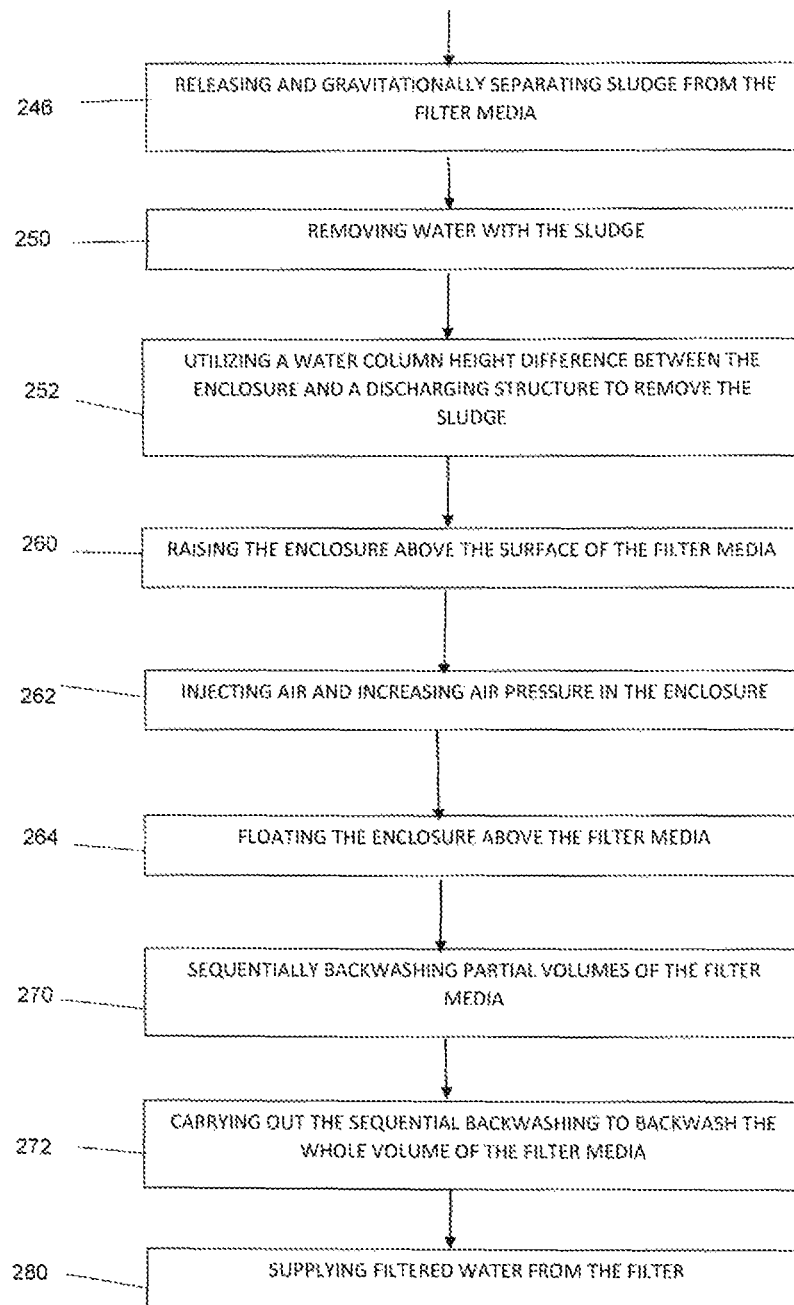 246
RELEASING AND GRAVITATIONALLY SEPARATING SLUDGE FROM THE
FILTER MEDIA
250
REMOVING WATER WITH THE SLUDGE
252
UTILIZING A WATER COLUMN HEIGHT DIFFERENCE BETWEEN THE
ENCLOSURE AND A DISCHARGING STRUCTURE TO REMOVE THE
SLUDGE
260
RAISING THE ENCLOSURE ABOVE THE SURFACE OF THE FILTER MEDIA
262
INJECTING AIR AND INCREASING AIR PRESSURE IN THE ENCLOSURE
264
FLOATING THE ENCLOSURE ABOVE THE FILTER MEDIA
270
SEQUENTIALLY BACKWASHING PARTIAL VOLUMES OF THE FILTER
MEDIA
272
CARRYING OUT THE SEQUENTIAL BACKWASHING TO BACKWASH THE
WHOLE VOLUME OF THE FILTER MEDIA
280
SUPPLYING FILTERED WATER FROM THE FILTER